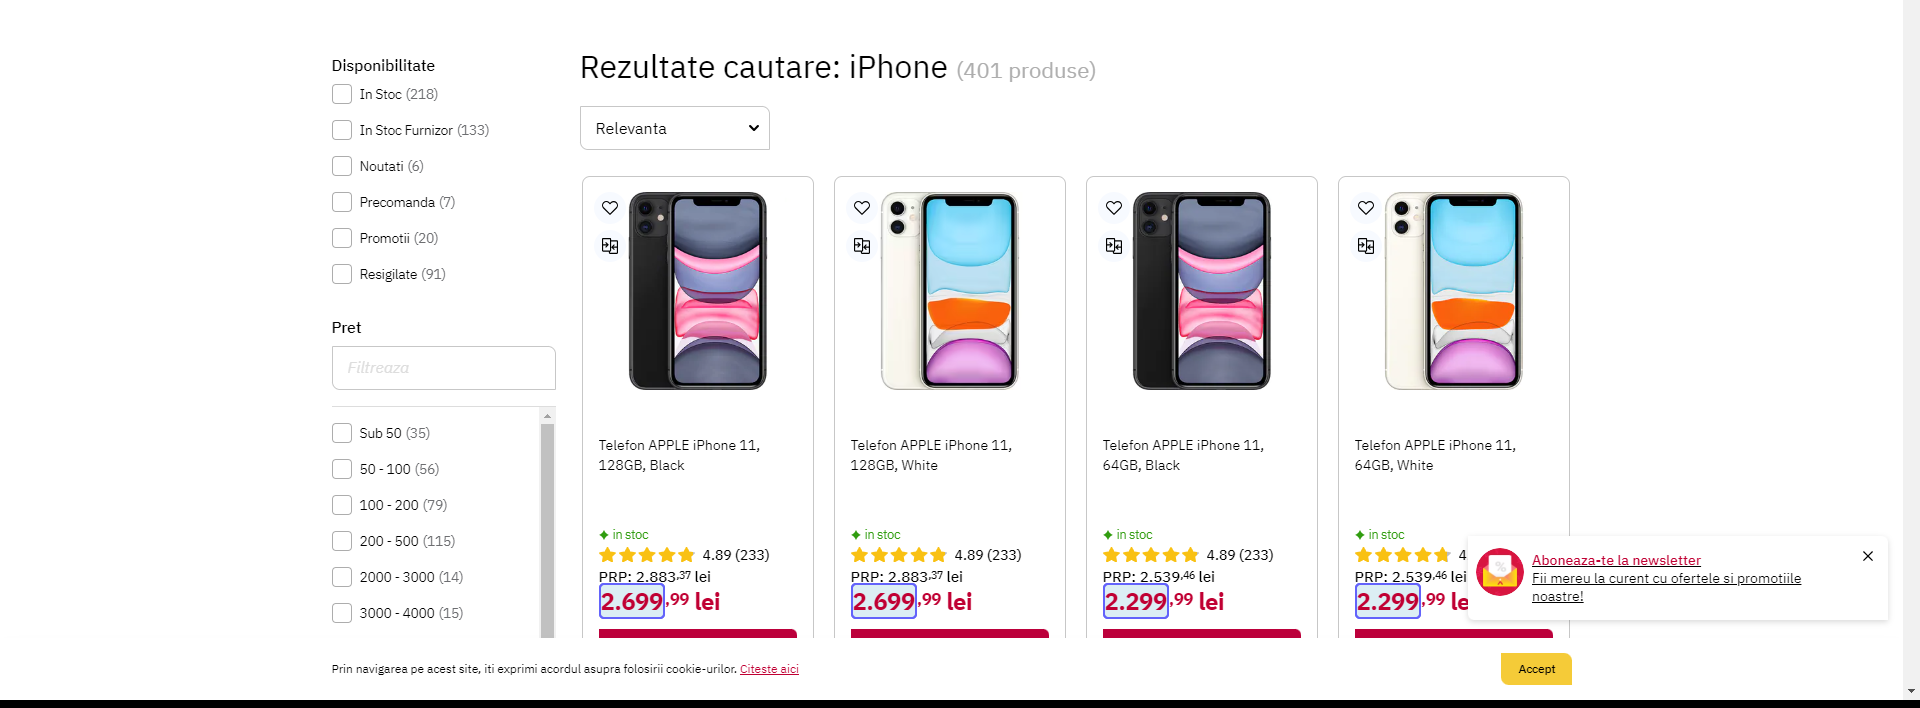 Disponibilitate
In Stoc (218)
In Stoc Furnizor (133)
Noutati (6)
Precomanda (7)
Promotii (20)
Resigilate (91)
Pret
Filtreaza
Sub 50 (35)
50 - 100 (56)
100 - 200 (79)
200 - 500 (115)
2000 - 3000 (14)
3000 - 4000 (15)
Rezultate cautare: iPhone (401 produse)
Relevanta
Telefon APPLE iPhone 11,
128GB, Black
in stoc
4.89 (233)
PRP: 2.883,37 lei
2.699,99 lei
Telefon APPLE iPhone 11,
128GB, White
in stoc
4.89 (233)
PRP: 2.883,37 lei
2.699,99 lei
Telefon APPLE iPhone 11,
64GB, Black
in stoc
4.89 (233)
PRP: 2.539,46 lei
2.299,99 lei
Telefon APPLE iPhone 11,
64GB, White
in stoc
4
PRP: 2.539,46 lei
2.299,99 le
Aboneaza-te la newsletter
Fii mereu la curent cu ofertele si promotiile
noastre!
Prin navigarea pe acest site, iti exprimi acordul asupra folosirii cookie-urilor. Citeste aici
Accept